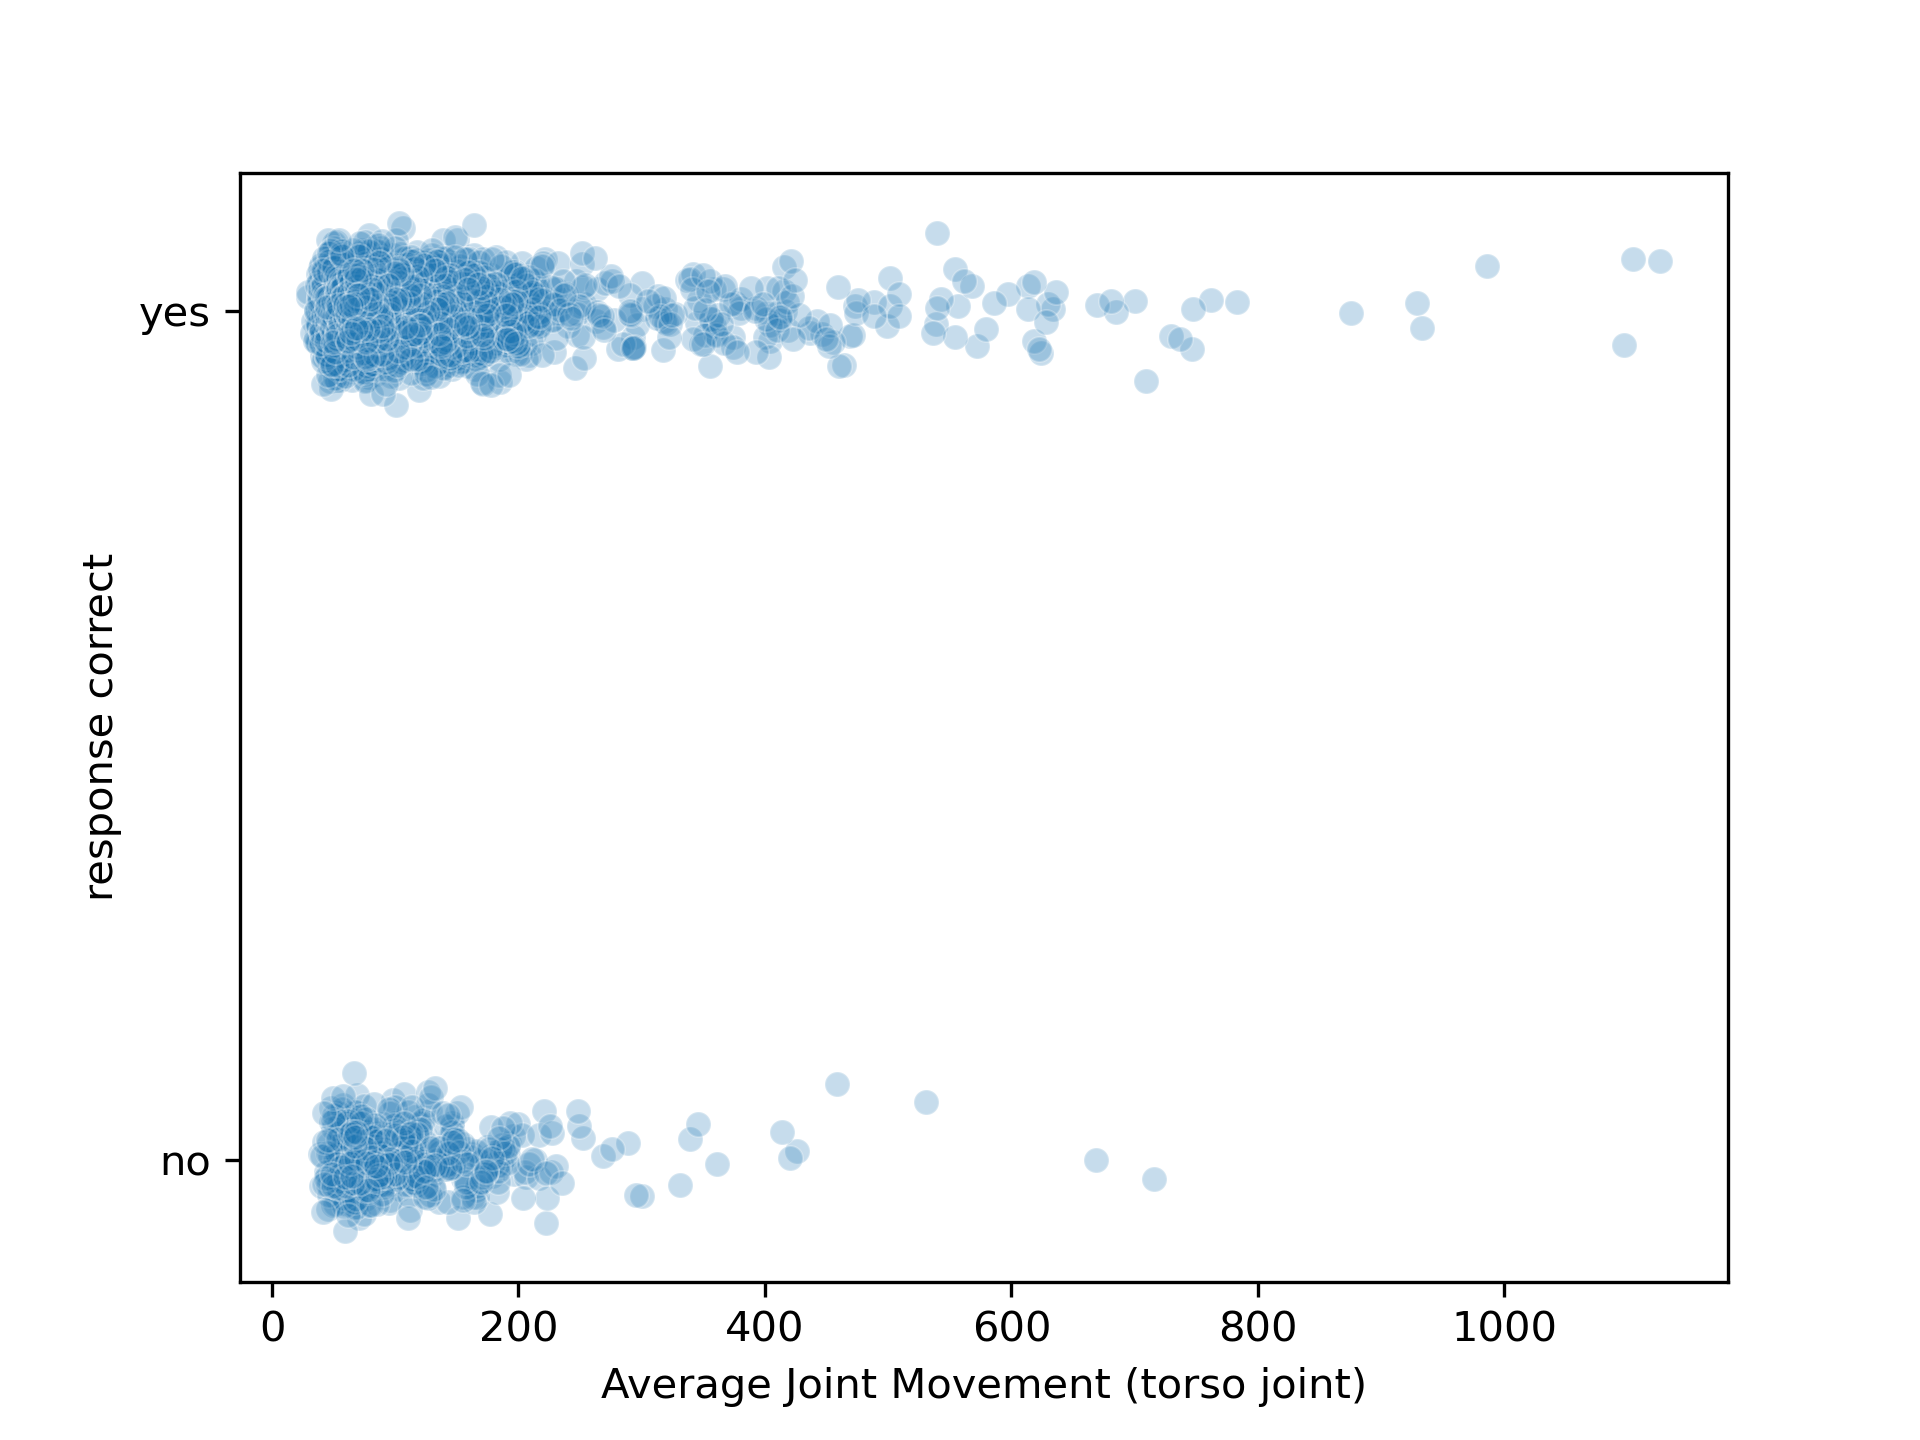 yes
response correct
no
0 200 400 600 800 1000
Average Joint Movement (torso joint)